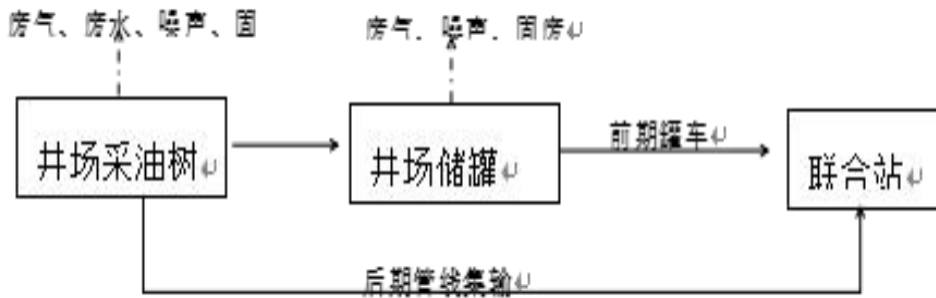 废气、废水、噪声、固
废气、噪声、固废
井场采油树
井场储罐
前期罐车
联合站
后期管线集输